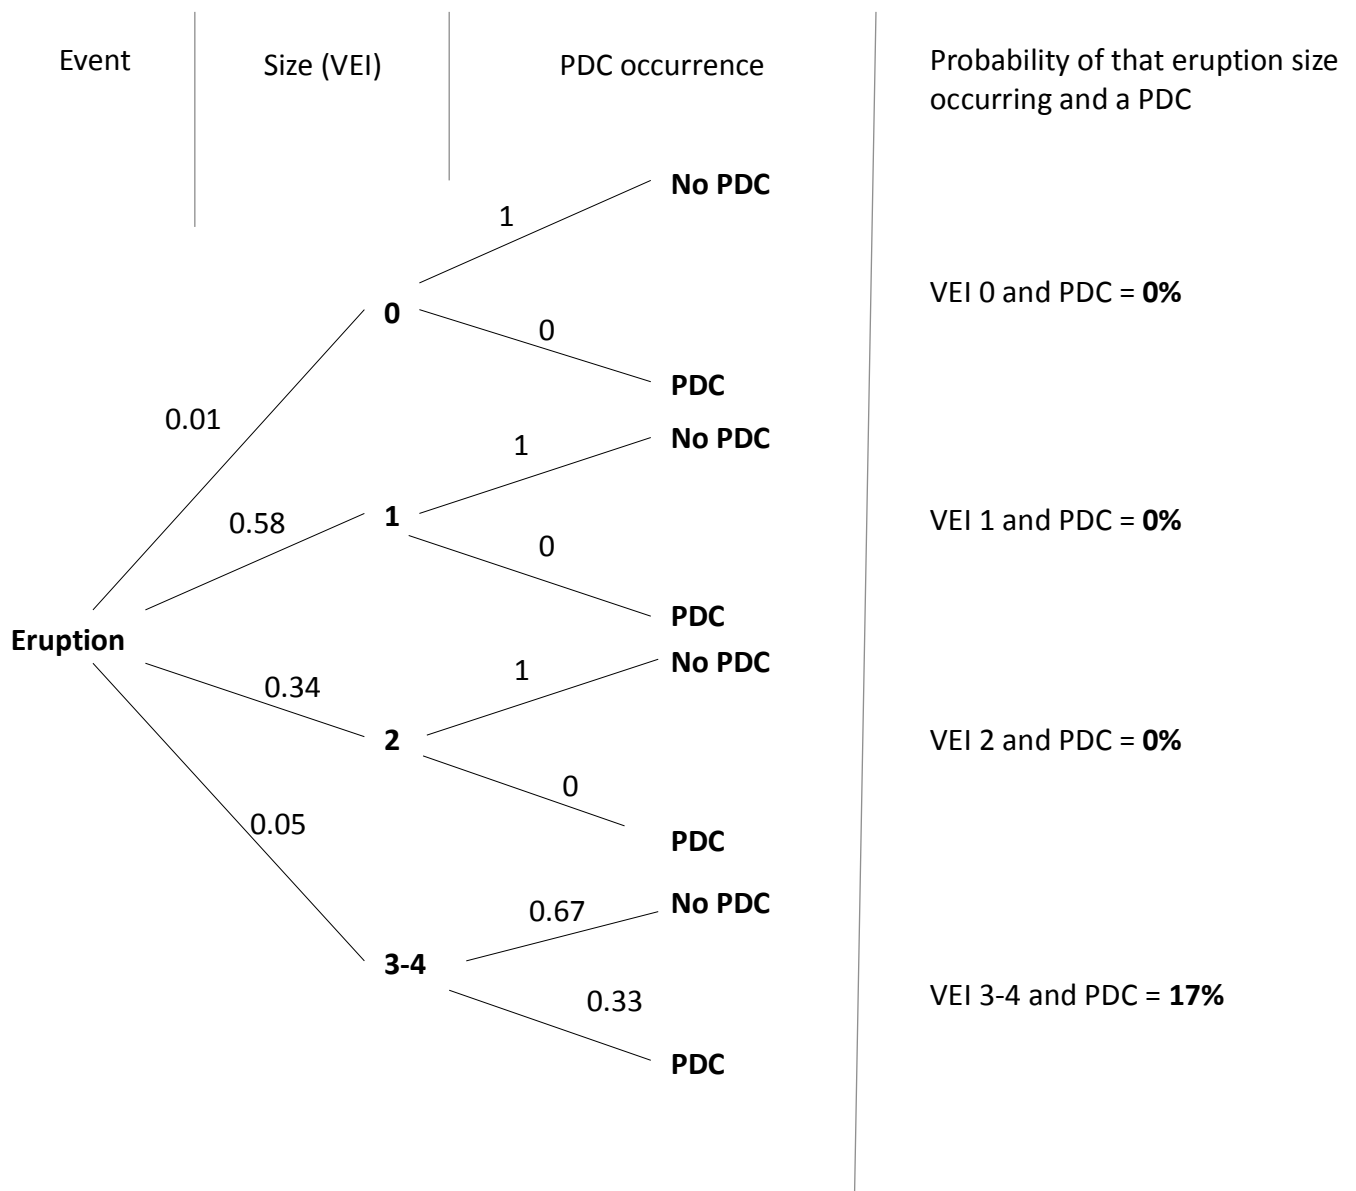 Event
Size (VEI)
PDC occurrence
Probability of that eruption size
occurring and a PDC
No PDC
1
0
VEI 0 and PDC = 0%
0
PDC
0.01
No PDC
1
0.58
1
VEI 1 and PDC = 0%
0
PDC
Eruption
No PDC
1
0.34
2
VEI 2 and PDC = 0%
0
0.05
PDC
No PDC
0.67
3-4
VEI 3-4 and PDC = 17%
0.33
PDC